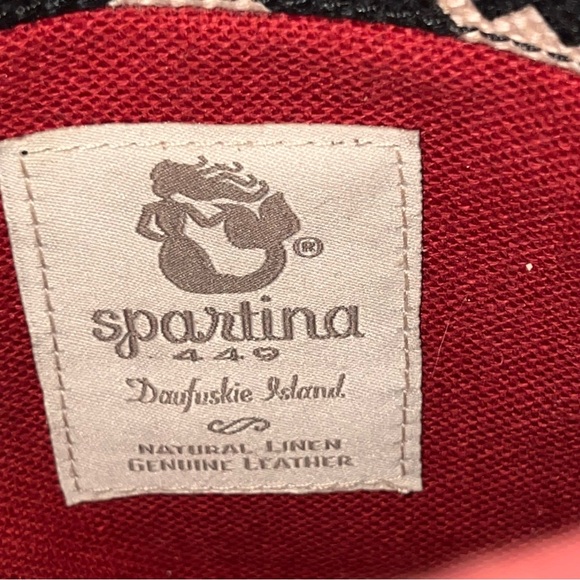 ®
spartina
449
Daufuskie Island.
NATURAL LINEN
GENUINE LEATHER